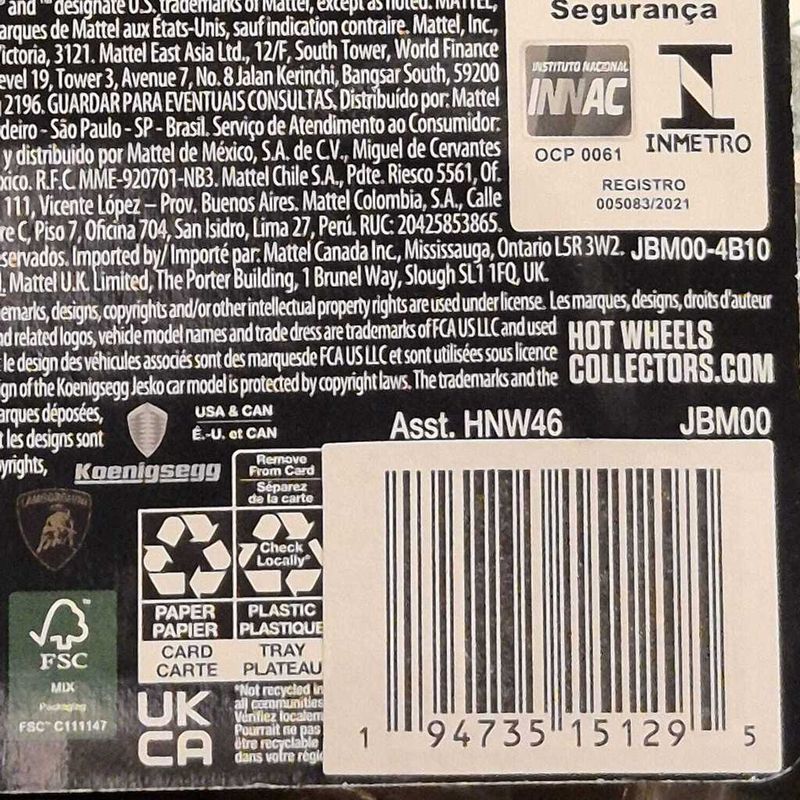 and ™ designate U.S. trademarks of Mattel, except as noted. MATTEL,
arques de Mattel aux États-Unis, sauf indication contraire. Mattel, Inc.,
ictoria, 3121. Mattel East Asia Ltd., 12/F, South Tower, World Finance
evel 19, Tower 3, Avenue 7, No. 8 Jalan Kerinchi, Bangsar South, 59200
2196. GUARDAR PARA EVENTUAIS CONSULTAS. Distribuído por: Mattel
deiro - São Paulo - SP - Brasil. Serviço de Atendimento ao Consumidor:
y distribuido por Mattel de México, S.A. de C.V., Miguel de Cervantes
xico. R.F.C. MME-920701-NB3. Mattel Chile S.A., Pdte. Riesco 5561, Of.
111, Vicente López – Prov. Buenos Aires. Mattel Colombia, S.A., Calle
re C, Piso 7, Oficina 704, San Isidro, Lima 27, Perú. RUC: 20425853865.
Segurança
INSTITUTO NACIONAL
INNAC
OCP 0061
INMETRO
REGISTRO
005083/2021
servados. Imported by/ Importé par: Mattel Canada Inc., Mississauga, Ontario L5R 3W2. JBM00-4B10
Mattel U.K. Limited, The Porter Building, 1 Brunel Way, Slough SL1 1FQ, UK.
emarks, designs, copyrights and/or other intellectual property rights are used under license. Les marques, designs, droits d'auteur
nd related logos, vehicle model names and trade dress are trademarks of FCA US LLC and used
t le design des véhicules associés sont des marques de FCA US LLC et sont utilisées sous licence
ign of the Koenigsegg Jesko car model is protected by copyright laws. The trademarks and the
HOT WHEELS
COLLECTORS.COM
arques déposées,
t les designs sont
pyrights,
USA & CAN
É.-U. et CAN
Koenigsegg
Asst. HNW46
JBM00
Remove
From Card
Séparez
de la carte
LAMBORGHINI
Check
Locally*
PAPER
PAPIER
CARD
CARTE
PLASTIC
PLASTIQUE
TRAY
PLATEAU
FSC
MIX
Packaging
FSC™ C111147
UK
CA
*Not recycled in
all communities
Vérifiez localem
Pourrait ne pas
être recyclable
dans votre régi
1 94735 15129 5